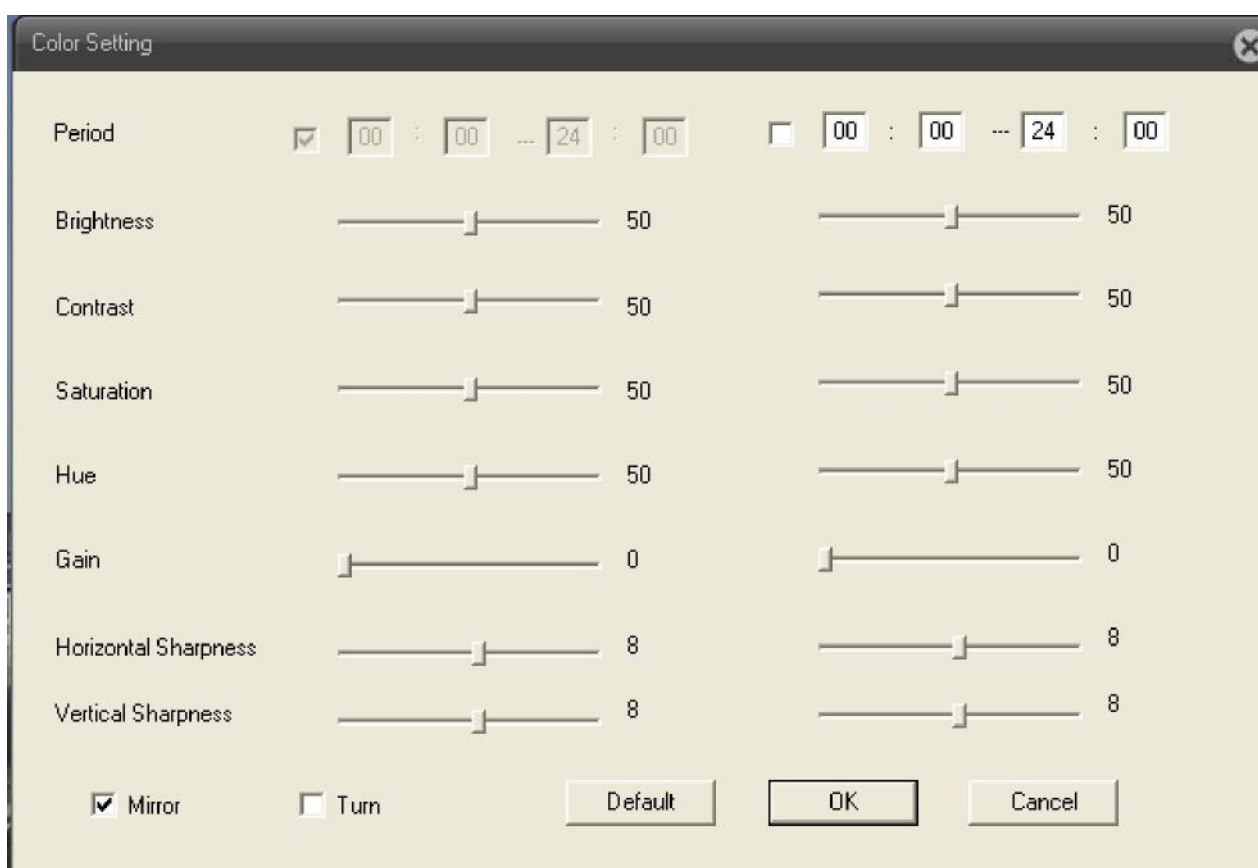 Color Setting
Period 00 : 00 --- 24 : 00 00 : 00 --- 24 : 00
Brightness 50 50
Contrast 50 50
Saturation 50 50
Hue 50 50
Gain 0 0
Horizontal Sharpness 8 8
Vertical Sharpness 8 8
Mirror Turn Default OK Cancel